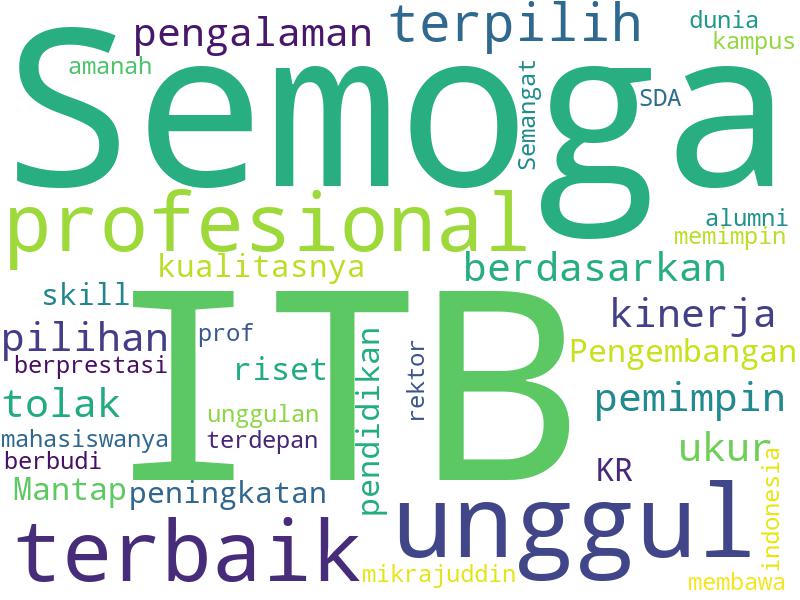 pengalaman
terpilih
dunia
kampus
amanah
Semoga
Semangat
SDA
profesional
alumni
memimpin
kualitasnya
berdasarkan
skill
ITB
kinerja
pilihan
prof
berprestasi
riset
pendidikan
rektor
Pengembangan
tolak
unggulan
pemimpin
mahasiswanya
terdepan
berbudi
ukur
KR
indonesia
Mantap
peningkatan
unggul
terbaik
mikrajuddin
membawa